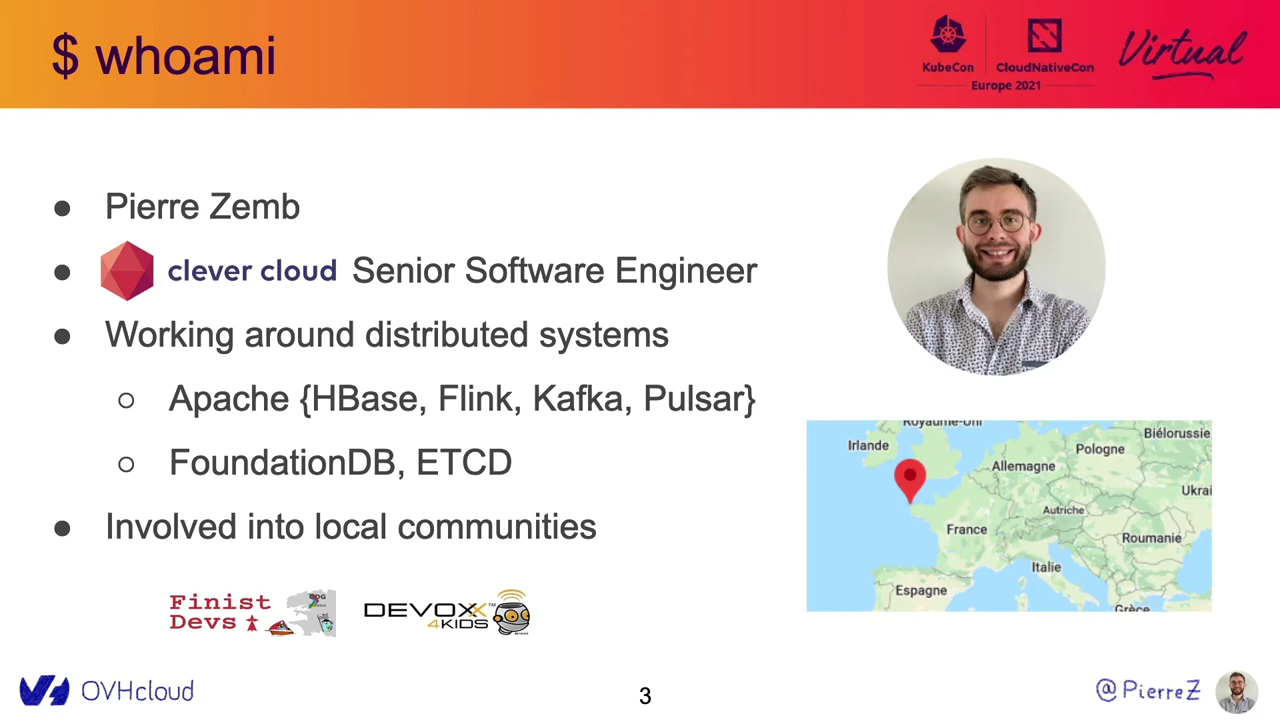 $ whoami
KubeCon
CloudNativeCon
Europe 2021
Virtual
Pierre Zemb
clever cloud Senior Software Engineer
Working around distributed systems
Apache {HBase, Flink, Kafka, Pulsar}
FoundationDB, ETCD
Involved into local communities
Royaume-Uni
Irlande
Biélorussie
Pologne
Allemagne
Ukrai
Autriche
France
Roumanie
Italie
Espagne
Grèce
Finist
Devs
DEVOXX™
4KIDS
OVHcloud
3
@PierreZ